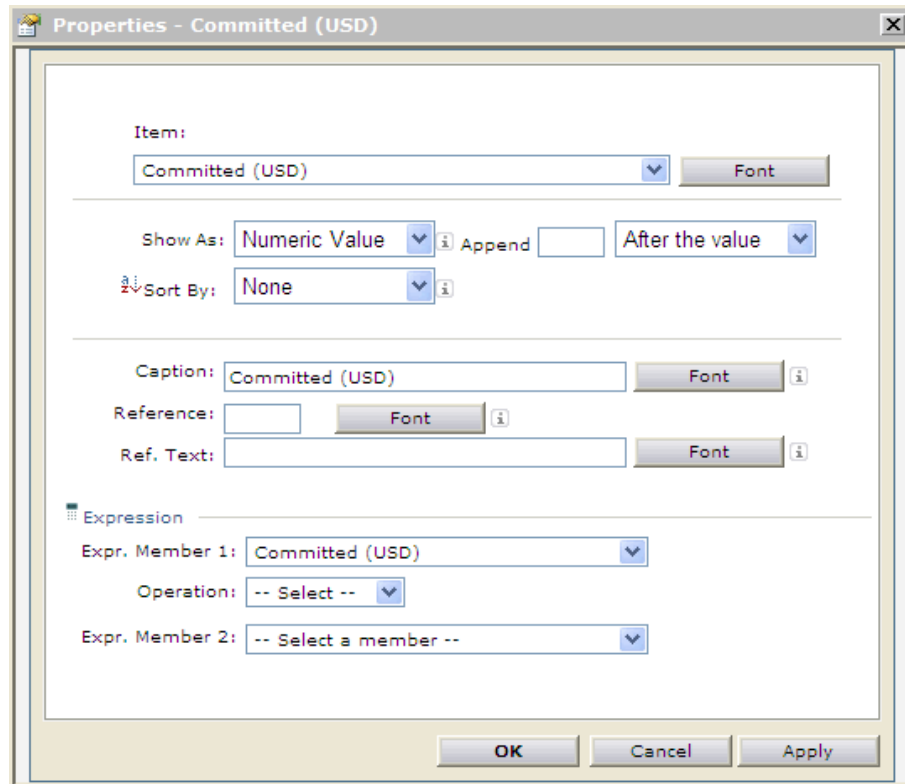 Properties - Committed (USD)
Item:
Committed (USD) Font
Show As: Numeric Value Append After the value
Sort By: None
Caption: Committed (USD) Font
Reference: Font
Ref. Text: Font
Expression
Expr. Member 1: Committed (USD)
Operation: -- Select --
Expr. Member 2: -- Select a member --
OK Cancel Apply